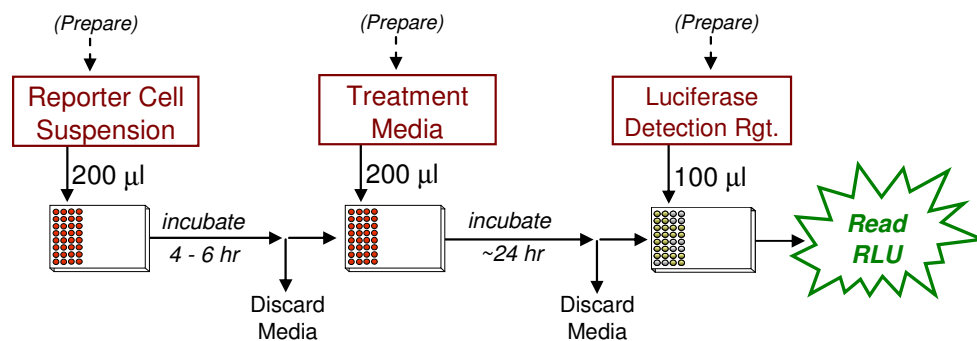 (Prepare)
(Prepare)
(Prepare)
Reporter Cell
Suspension
Treatment
Media
Luciferase
Detection Rgt.
200 µl
200 µl
100 µl
incubate
4 - 6 hr
incubate
~24 hr
Read
RLU
Discard
Media
Discard
Media